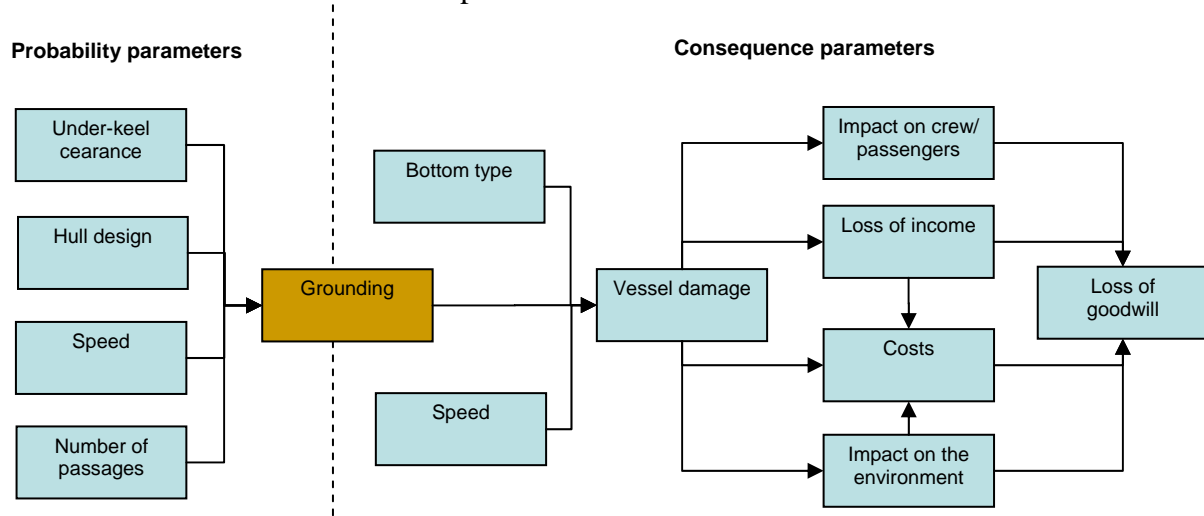 Probability parameters
Consequence parameters
Under-keel
cearance
Hull design
Speed
Number of
passages
Grounding
Bottom type
Speed
Vessel damage
Impact on crew/
passengers
Loss of income
Costs
Impact on the
environment
Loss of
goodwill